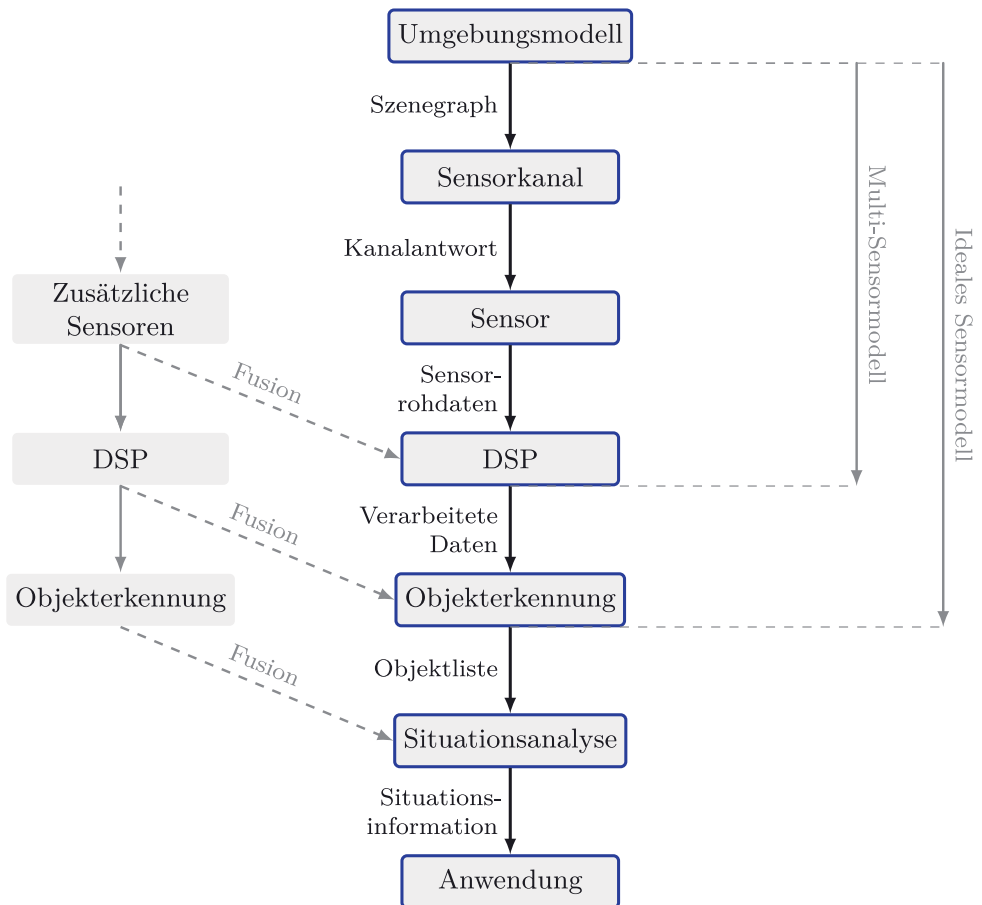 Umgebungsmodell
Szenegraph
Sensorkanal
Kanalantwort
Zusätzliche
Sensoren
Sensor
Fusion
Sensor-
rohdaten
DSP
DSP
Fusion
Verarbeitete
Daten
Objekterkennung
Objekterkennung
Fusion
Objektliste
Situationsanalyse
Situations-
information
Anwendung
Multi-Sensormodell
Ideales Sensormodell